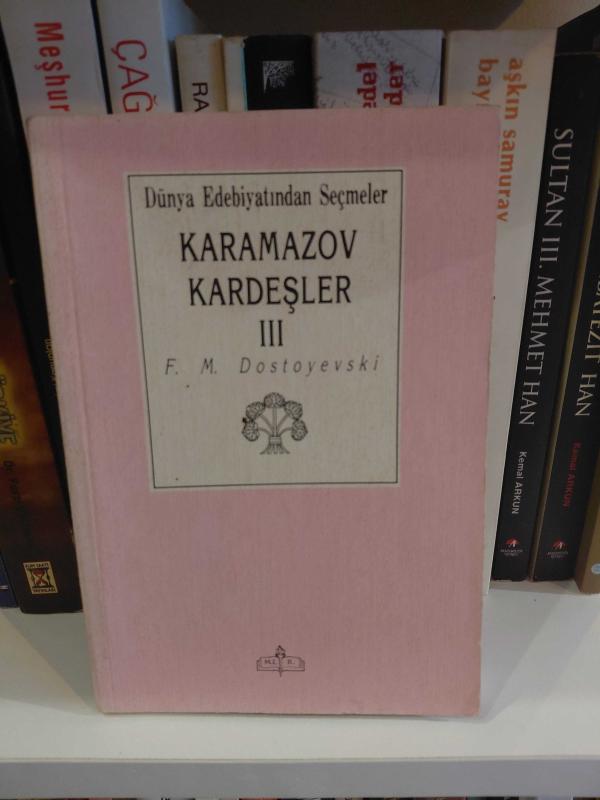 Meşhur
ÇAĞ
RA
aşkın samuray
bay
SULTAN III. MEHMET HAN
Kemal ARKUN
HAN
Kemal ARKUN
Dünya Edebiyatından Seçmeler
KARAMAZOV
KARDEŞLER
III
F. M. Dostoyevski
M.E. B.